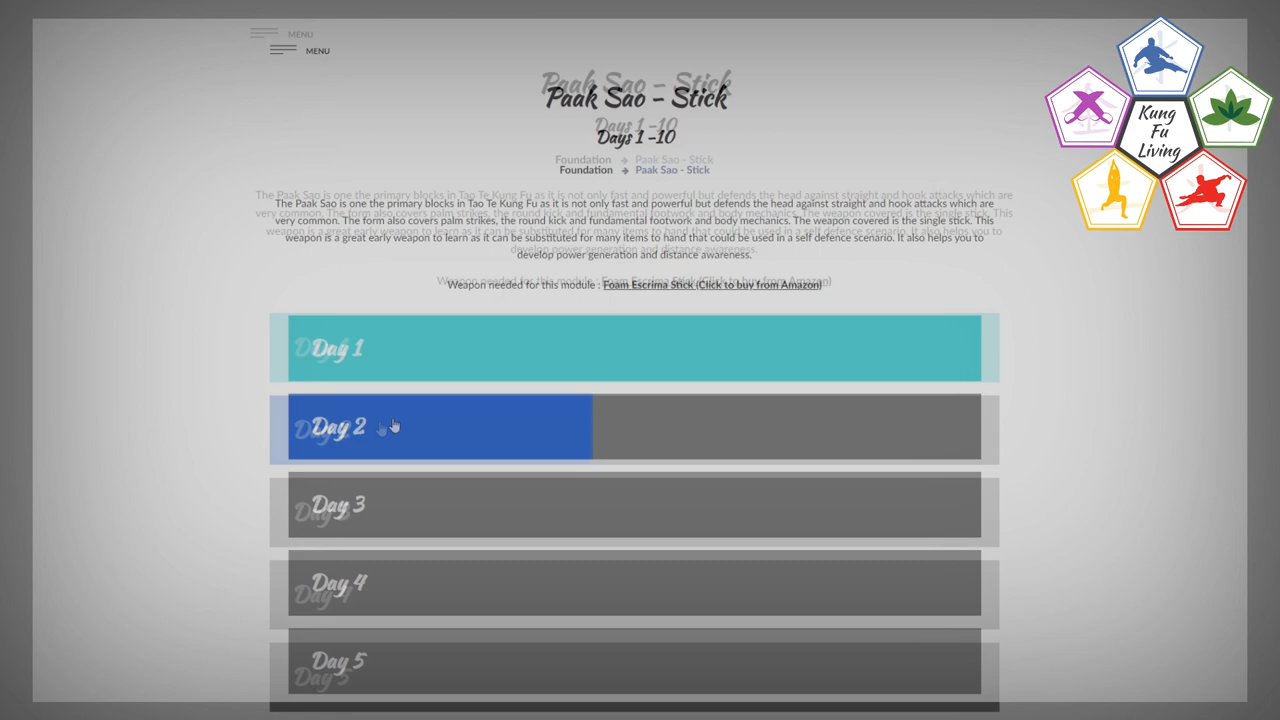 MENU
Paak Sao - Stick
Days 1 -10
Foundation → Paak Sao - Stick
The Paak Sao is one the primary blocks in Tao Te Kung Fu as it is not only fast and powerful but defends the head against straight and hook attacks which are
very common. The form also covers palm strikes, the round kick and fundamental footwork and body mechanics. The weapon covered is the single stick. This
weapon is a great early weapon to learn as it can be substituted for many items to hand that could be used in a self defence scenario. It also helps you to
develop power generation and distance awareness.
Weapon needed for this module : Foam Escrima Stick (Click to buy from Amazon)
Day 1
Day 2
Day 3
Day 4
Day 5
Kung
Fu
Living